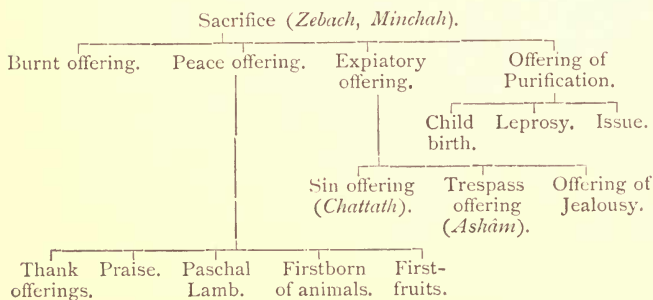 Sacrifice (Zebach, Minchah).
Burnt offering. Peace offering. Expiatory Offering of
offering. Purification.
Child Leprosy. Issue.
birth.
Sin offering Trespass Offering of
(Chattath). offering Jealousy.
(Ashâm).
Thank Praise. Paschal Firstborn First-
offerings. Lamb. of animals. fruits.